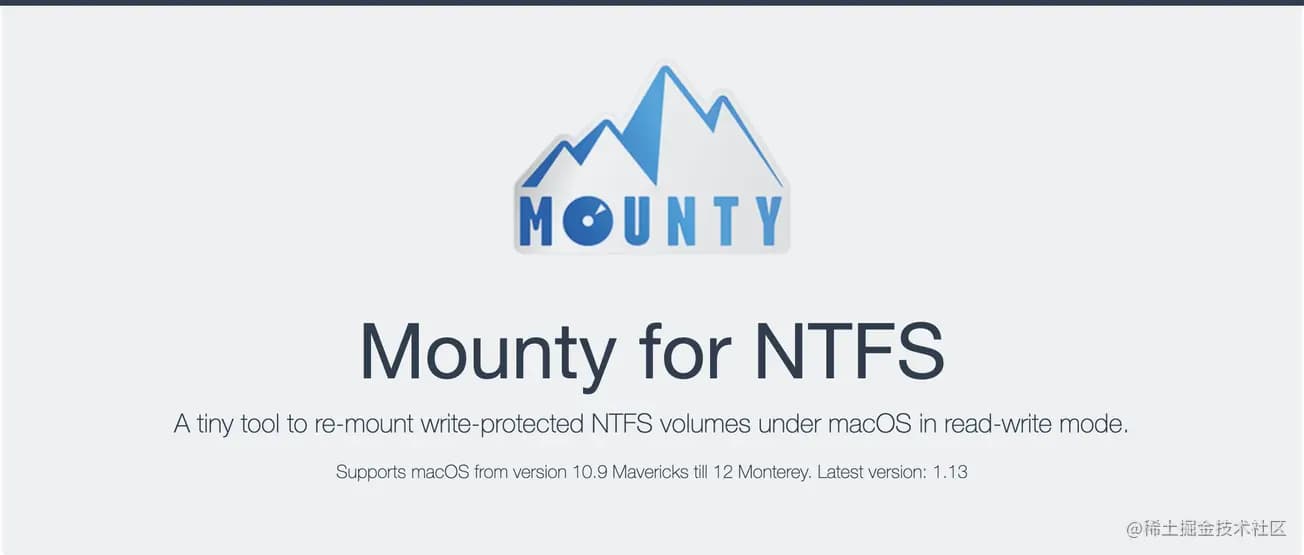 MOUNTY
Mounty for NTFS
A tiny tool to re-mount write-protected NTFS volumes under macOS in read-write mode.
Supports macOS from version 10.9 Mavericks till 12 Monterey. Latest version: 1.13
@稀土掘金技术社区